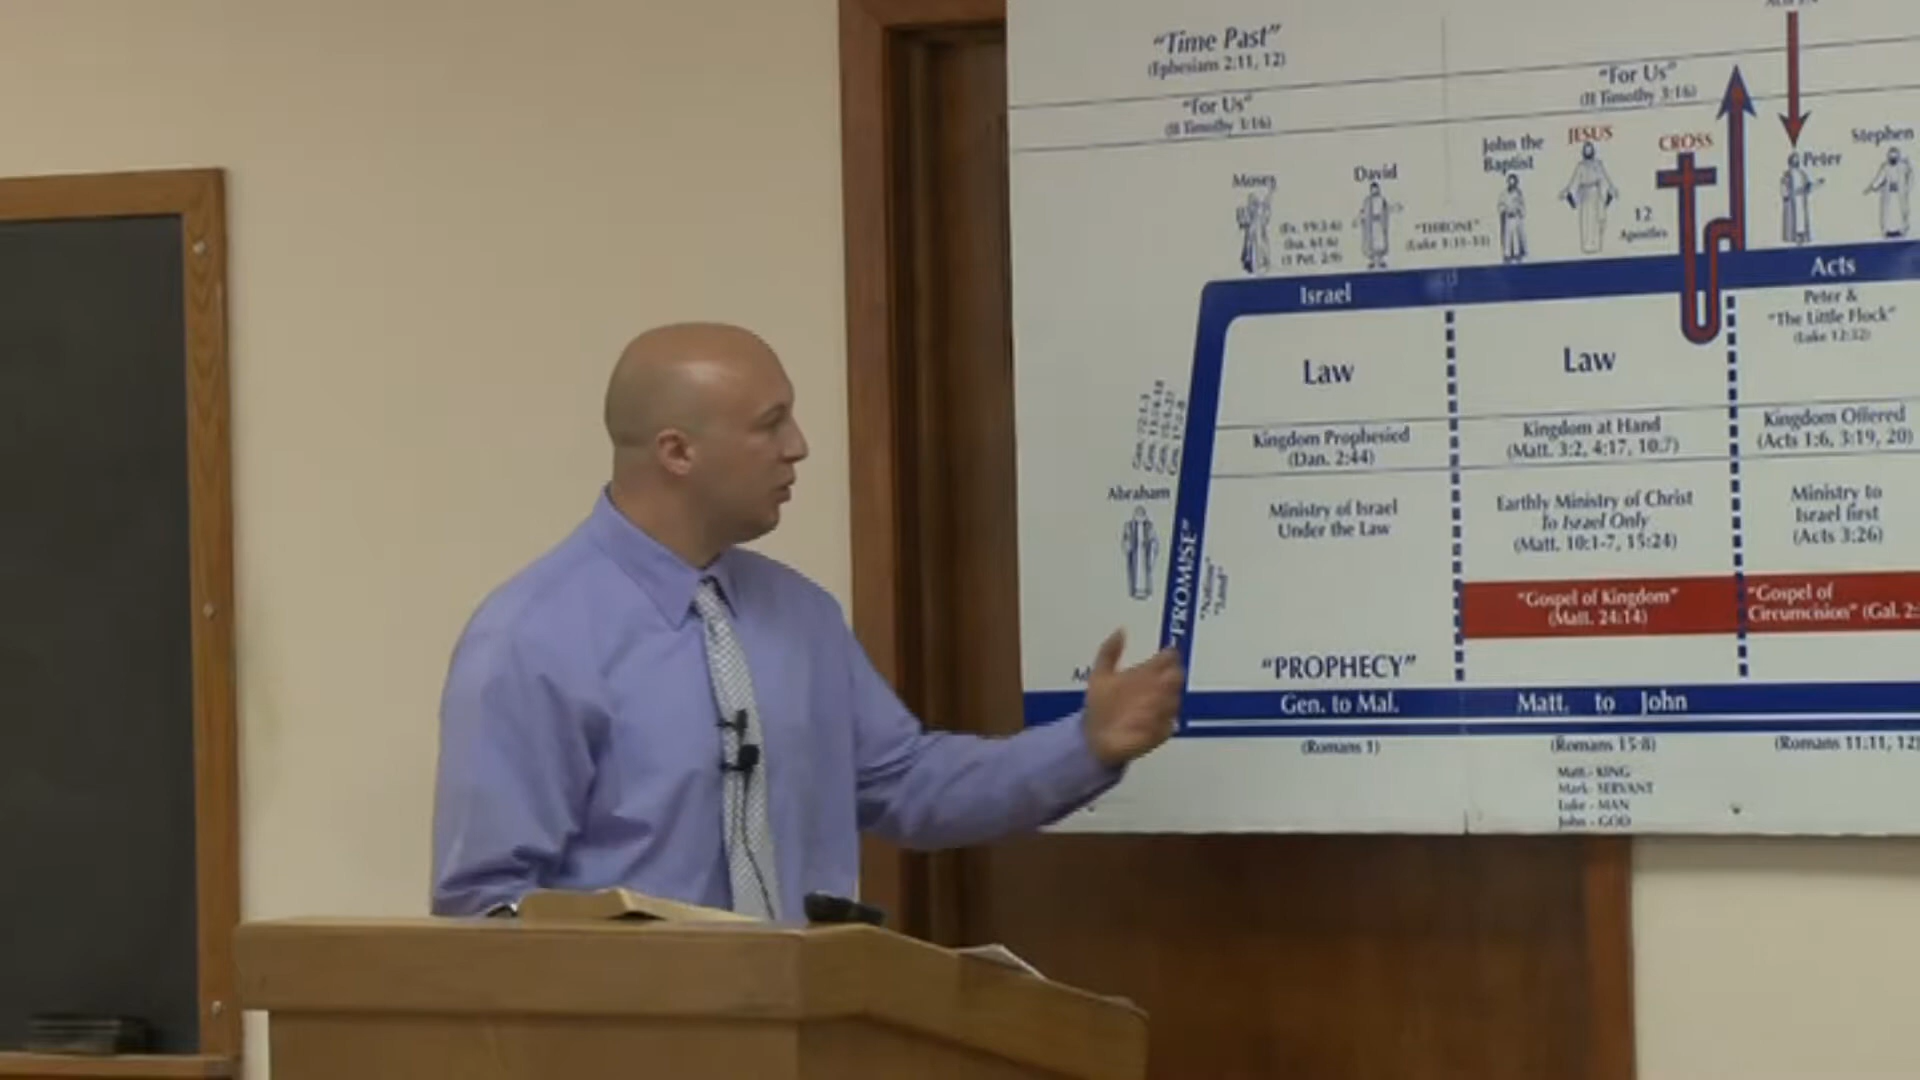 "Time Past"
(Ephesians 2:11, 12)
"For Us"
(II Timothy 3:16)
"For Us"
(II Timothy 3:16)
Moses
David
"THRONE"
John the
Baptist
JESUS
12
Apostles
CROSS
Peter
Stephen
Israel
Acts
Law
Law
Peter &
"The Little Flock"
(Luke 12:32)
Kingdom Prophesied
(Dan. 2:44)
Kingdom at Hand
(Matt. 3:2, 4:17, 10:7)
Kingdom Offered
(Acts 1:6, 3:19, 20)
Abraham
"PROMISE"
Ministry of Israel
Under the Law
Earthly Ministry of Christ
To Israel Only
(Matt. 10:1-7, 15:24)
Ministry to
Israel first
(Acts 3:26)
"Gospel of Kingdom"
(Matt. 24:14)
"Gospel of
Circumcision" (Gal. 2:
"PROPHECY"
Gen. to Mal.
Matt. to John
(Romans 1)
(Romans 15:8)
(Romans 11:11, 12)
Matt.- KING
Mark- SERVANT
Luke - MAN
John - GOD